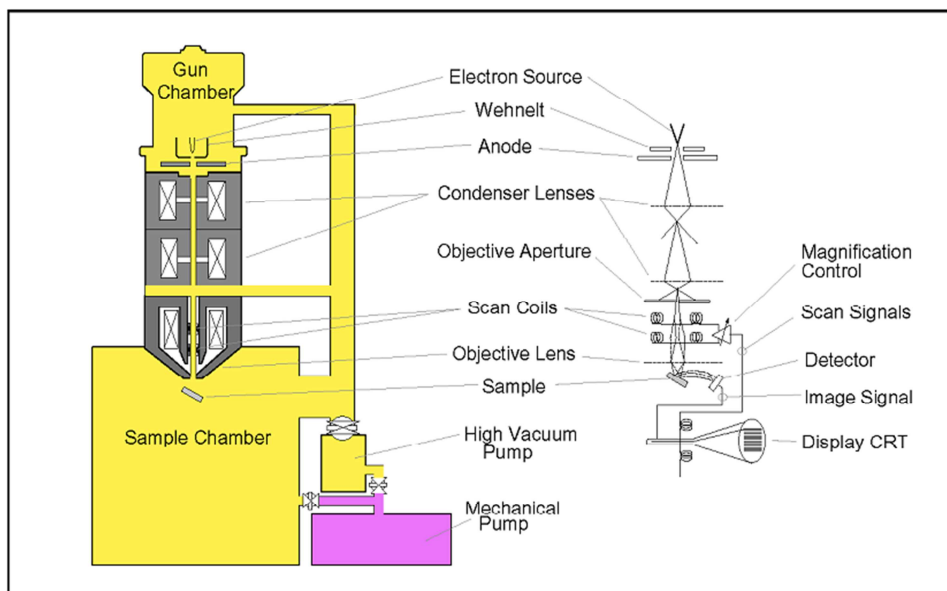 Gun
Chamber
Electron Source
Wehnelt
Anode
Condenser Lenses
Objective Aperture
Magnification
Control
Scan Coils
Scan Signals
Objective Lens
Detector
Sample
Image Signal
Sample Chamber
High Vacuum
Pump
Display CRT
Mechanical
Pump